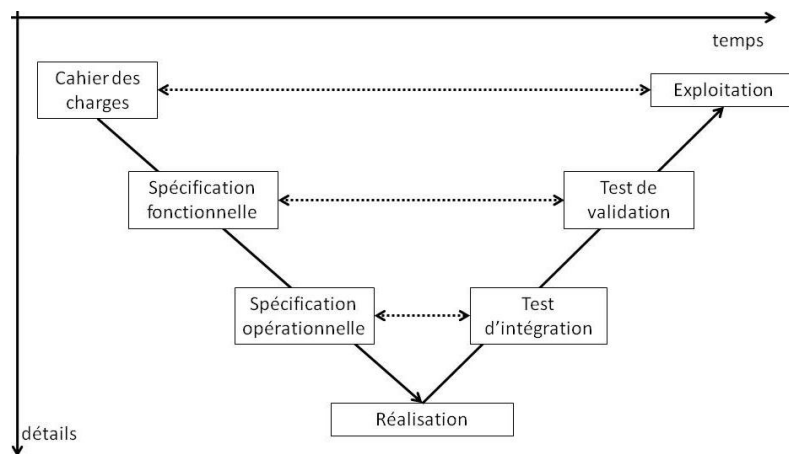 temps
Cahier des
charges
Exploitation
Spécification
fonctionnelle
Test de
validation
Spécification
opérationnelle
Test
d'intégration
Réalisation
détails